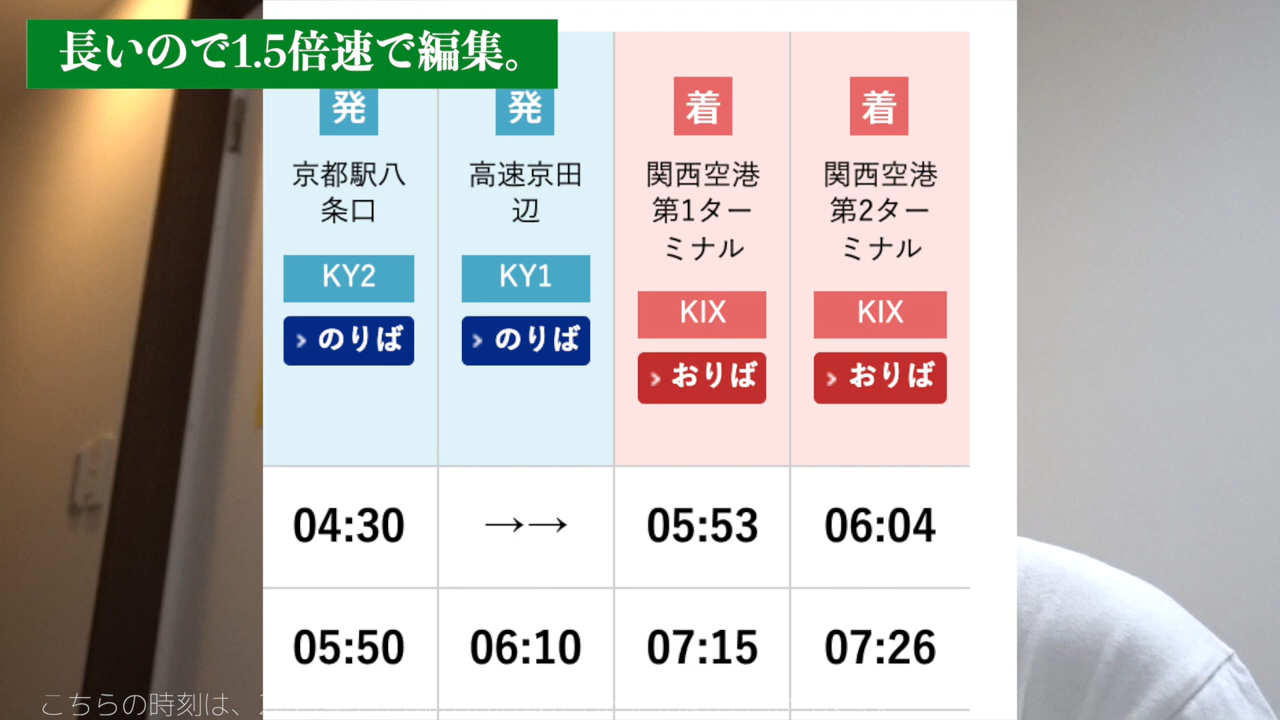 長いので1.5倍速で編集。
発 発 着 着
京都駅八条口
高速京田辺
関西空港第1ターミナル
関西空港第2ターミナル
KY2 KY1 KIX KIX
のりば のりば おりば おりば
04:30 →→ 05:53 06:04
05:50 06:10 07:15 07:26
こちらの時刻は、